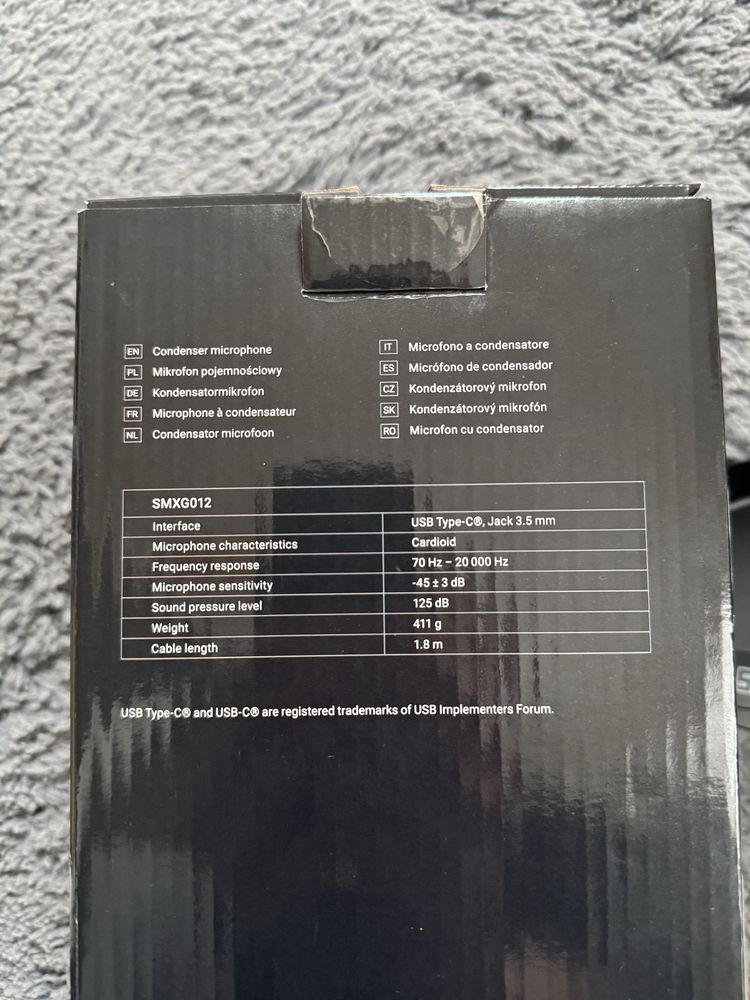 EN Condenser microphone
PL Mikrofon pojemnościowy
DE Kondensatormikrofon
FR Microphone à condensateur
NL Condensator microfoon
IT Microfono a condensatore
ES Micrófono de condensador
CZ Kondenzátorový mikrofon
SK Kondenzátorový mikrofón
RO Microfon cu condensator
SMXG012
Interface USB Type-C®, Jack 3.5 mm
Microphone characteristics Cardioid
Frequency response 70 Hz – 20 000 Hz
Microphone sensitivity -45 ± 3 dB
Sound pressure level 125 dB
Weight 411 g
Cable length 1.8 m
USB Type-C® and USB-C® are registered trademarks of USB Implementers Forum.